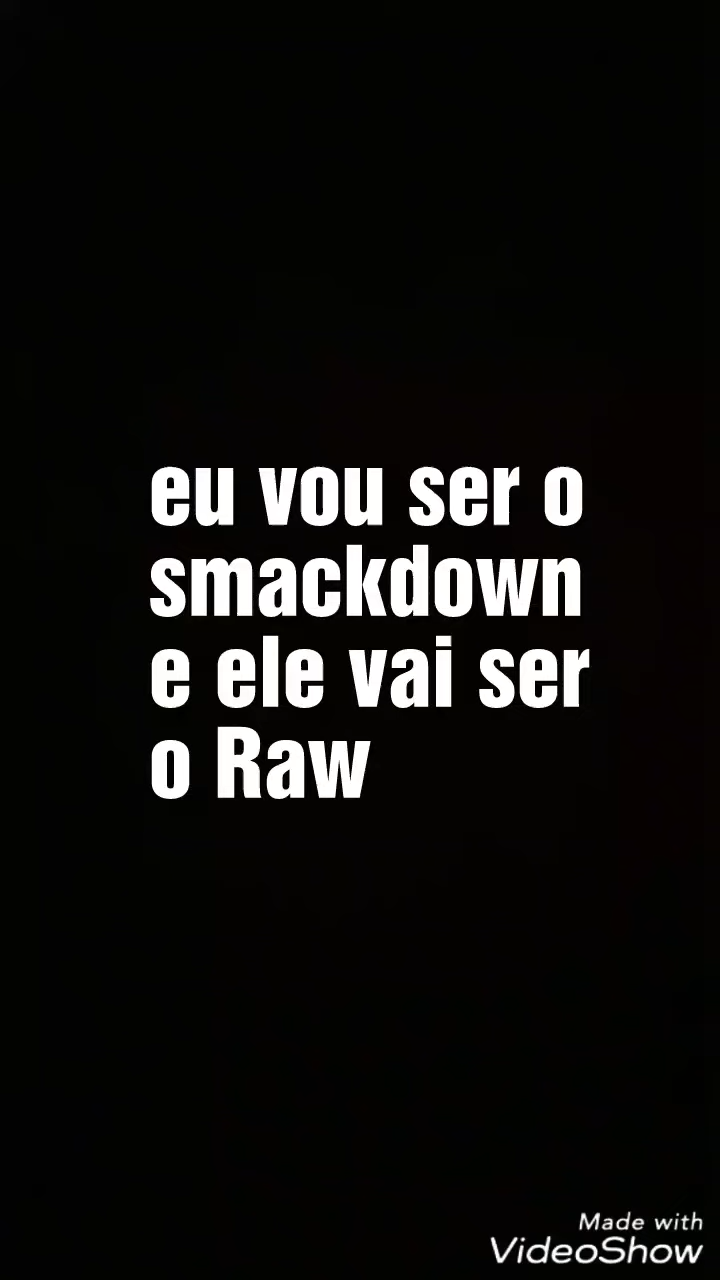 eu vou ser o
smackdown
e ele vai ser
o Raw
Made with
VideoShow